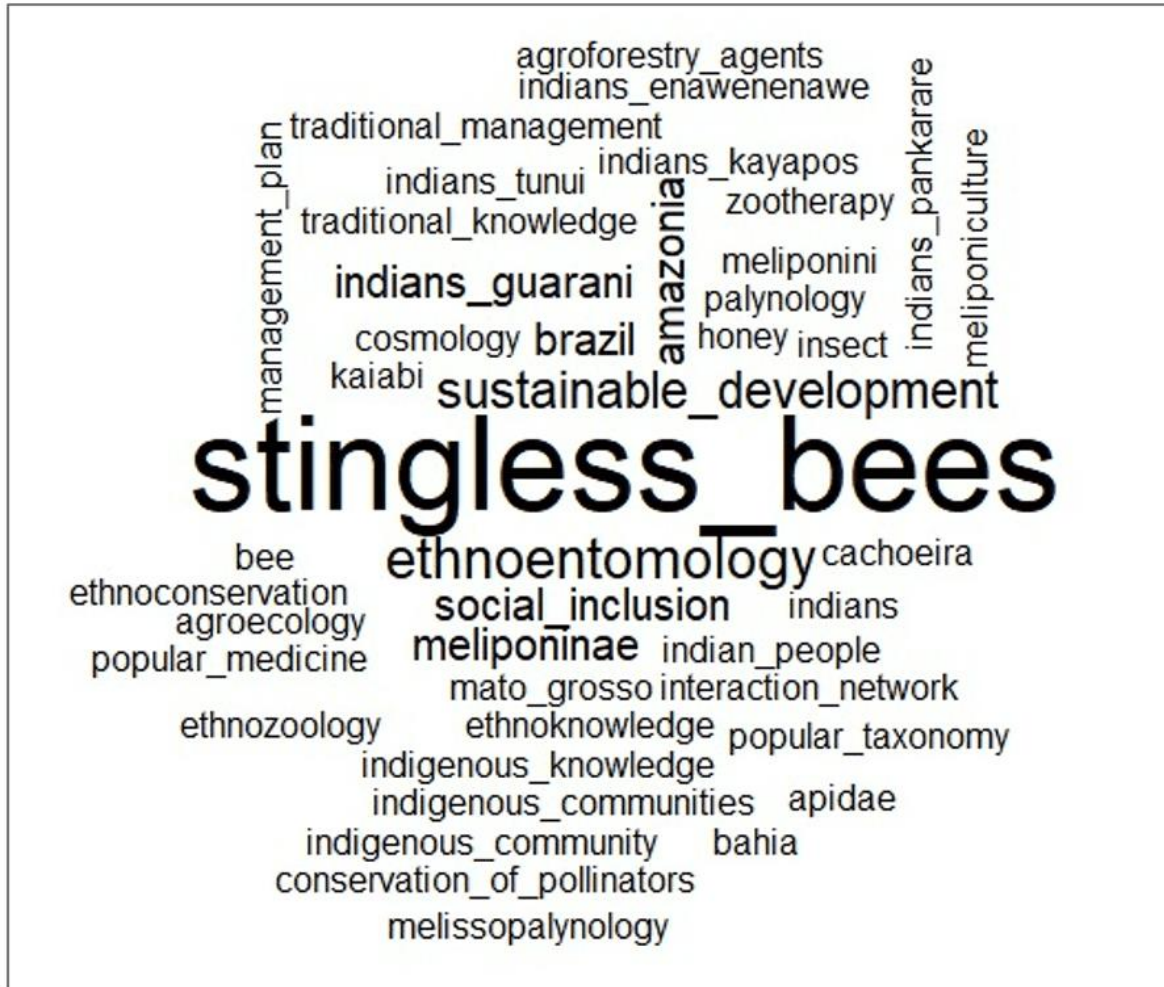 agroforestry_agents
indians_enawenenawe
traditional_management
indians_kayapos
indians_tunui
zootherapy
traditional_knowledge
management_plan
amazonia
indians_pankarare
meliponiculture
meliponini
indians_guarani
palynology
cosmology
brazil
honey
insect
kaiabi
sustainable_development
stingless_bees
bee
ethnoentomology
cachoeira
ethnoconservation
social_inclusion
indians
agroecology
meliponinae
indian_people
popular_medicine
mato_grosso
interaction_network
ethnozoology
ethnoknowledge
popular_taxonomy
indigenous_knowledge
indigenous_communities
apidae
indigenous_community
bahia
conservation_of_pollinators
melissopalynology